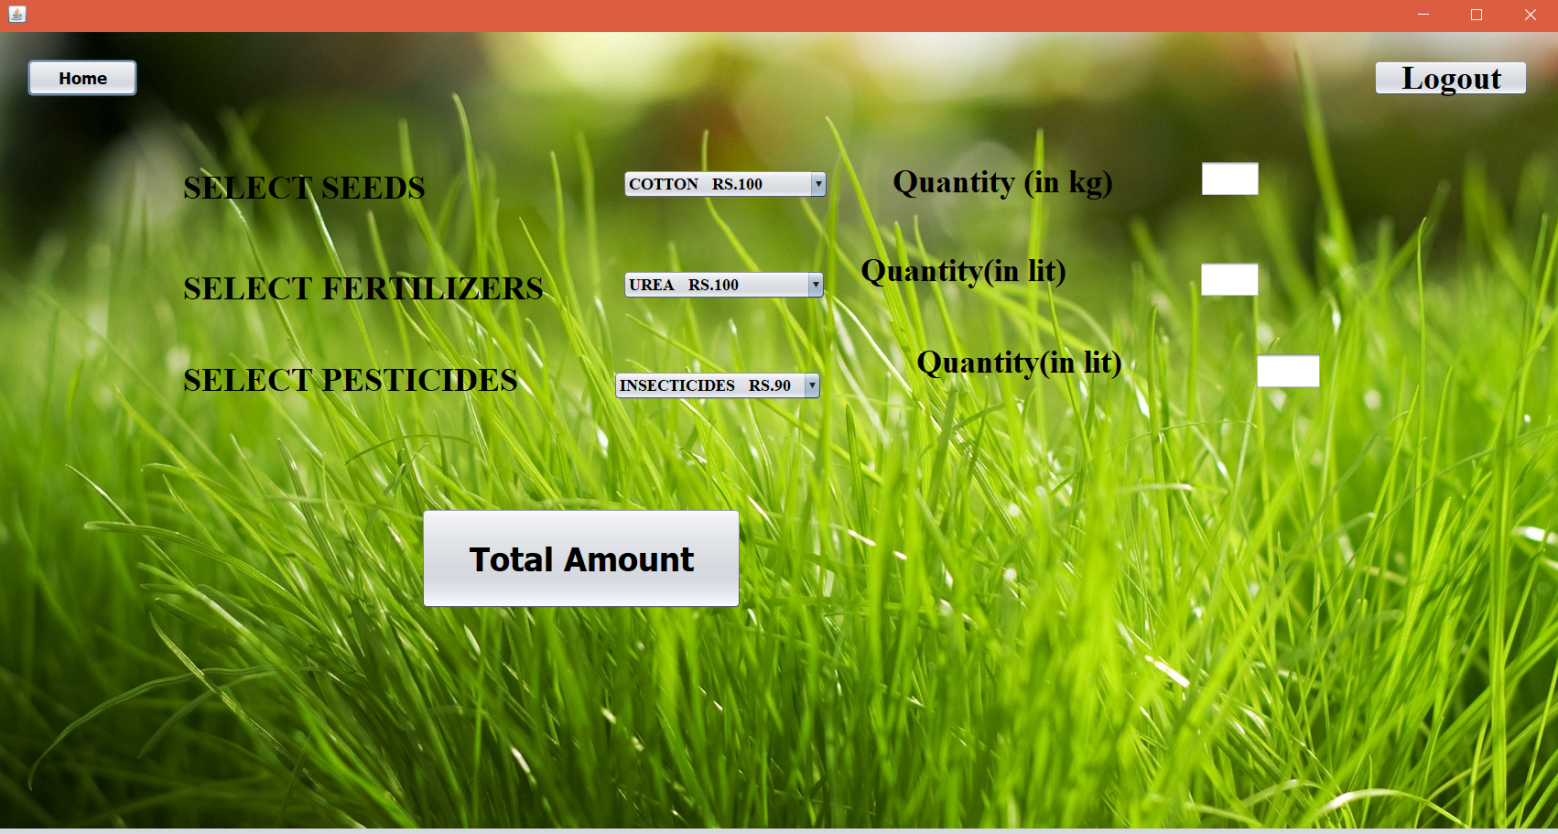 Home
Logout
SELECT SEEDS
COTTON RS.100
Quantity (in kg)
SELECT FERTILIZERS
UREA RS.100
Quantity(in lit)
SELECT PESTICIDES
INSECTICIDES RS.90
Quantity(in lit)
Total Amount